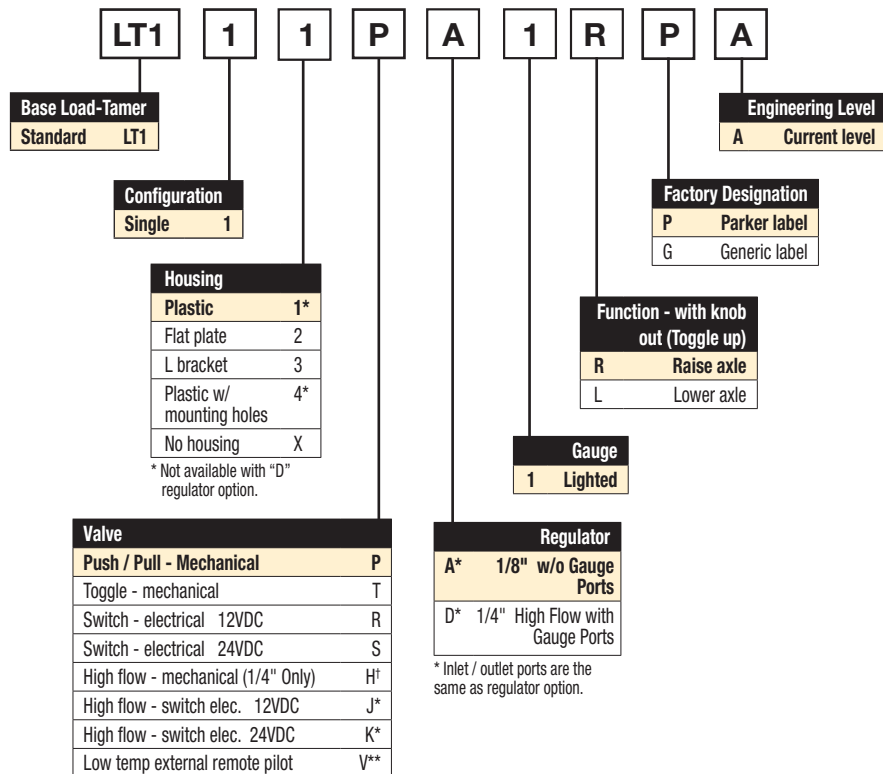 LT1 1 1 P A 1 R P A
Base Load-Tamer
Standard LT1
Engineering Level
A Current level
Configuration
Single 1
Factory Designation
P Parker label
G Generic label
Housing
Plastic 1*
Flat plate 2
L bracket 3
Plastic w/ 4*
mounting holes
No housing X
* Not available with “D”
regulator option.
Function - with knob
out (Toggle up)
R Raise axle
L Lower axle
Gauge
1 Lighted
Valve
Push / Pull - Mechanical P
Toggle - mechanical T
Switch - electrical 12VDC R
Switch - electrical 24VDC S
High flow - mechanical (1/4" Only) H†
High flow - switch elec. 12VDC J*
High flow - switch elec. 24VDC K*
Low temp external remote pilot V**
Regulator
A* 1/8" w/o Gauge
Ports
D* 1/4" High Flow with
Gauge Ports
* Inlet / outlet ports are the
same as regulator option.